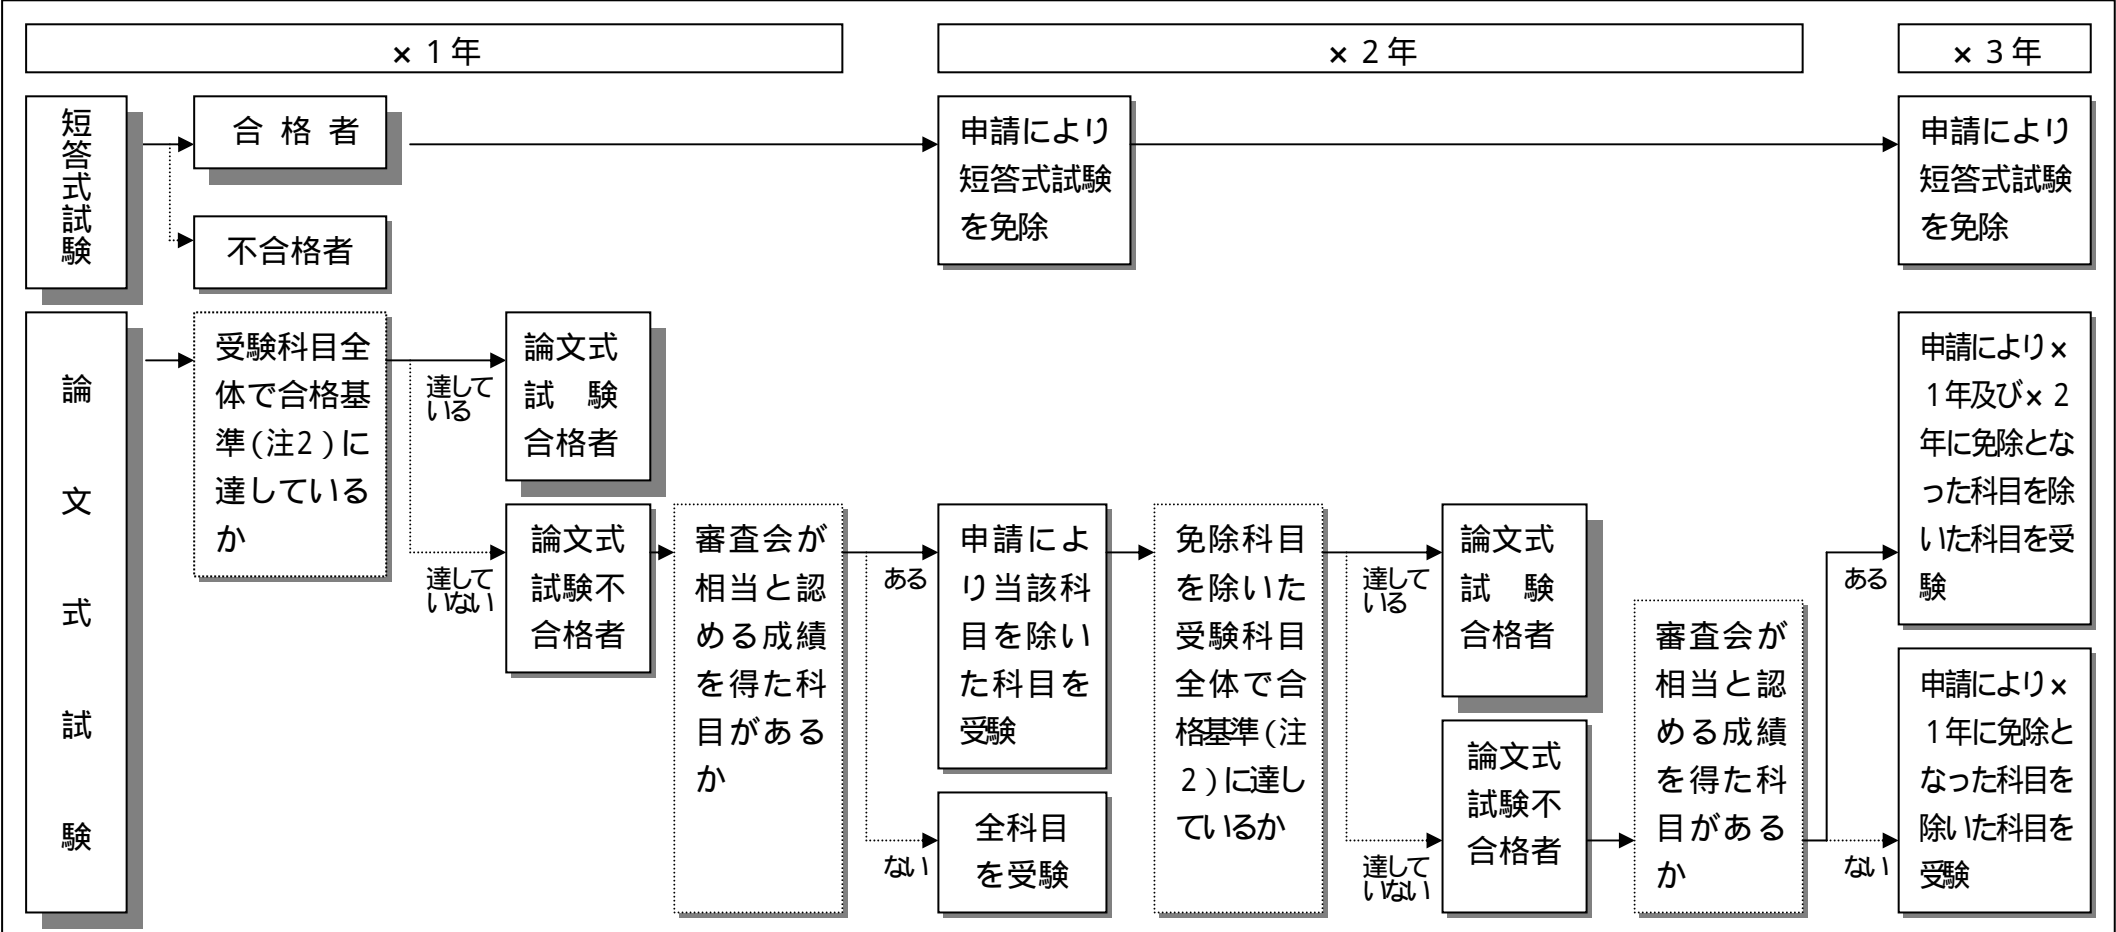 ×1年
×2年
×3年
短答式試験
合格者
不合格者
申請により
短答式試験
を免除
申請により
短答式試験
を免除
論文式試験
受験科目全
体で合格基
準(注2)に
達している
か
達して
いる
達して
いない
論文式
試　験
合格者
論文式
試験不
合格者
審査会が
相当と認
める成績
を得た科
目がある
か
ある
ない
申請によ
り当該科
目を除い
た科目を
受験
全科目
を受験
免除科目
を除いた
受験科目
全体で合
格基準(注
2)に達し
ているか
達して
いる
達して
いない
論文式
試　験
合格者
論文式
試験不
合格者
審査会が
相当と認
める成績
を得た科
目がある
か
ある
ない
申請により×
1年及び×2
年に免除とな
った科目を除
いた科目を受
験
申請により×
1年に免除と
なった科目を
除いた科目を
受験